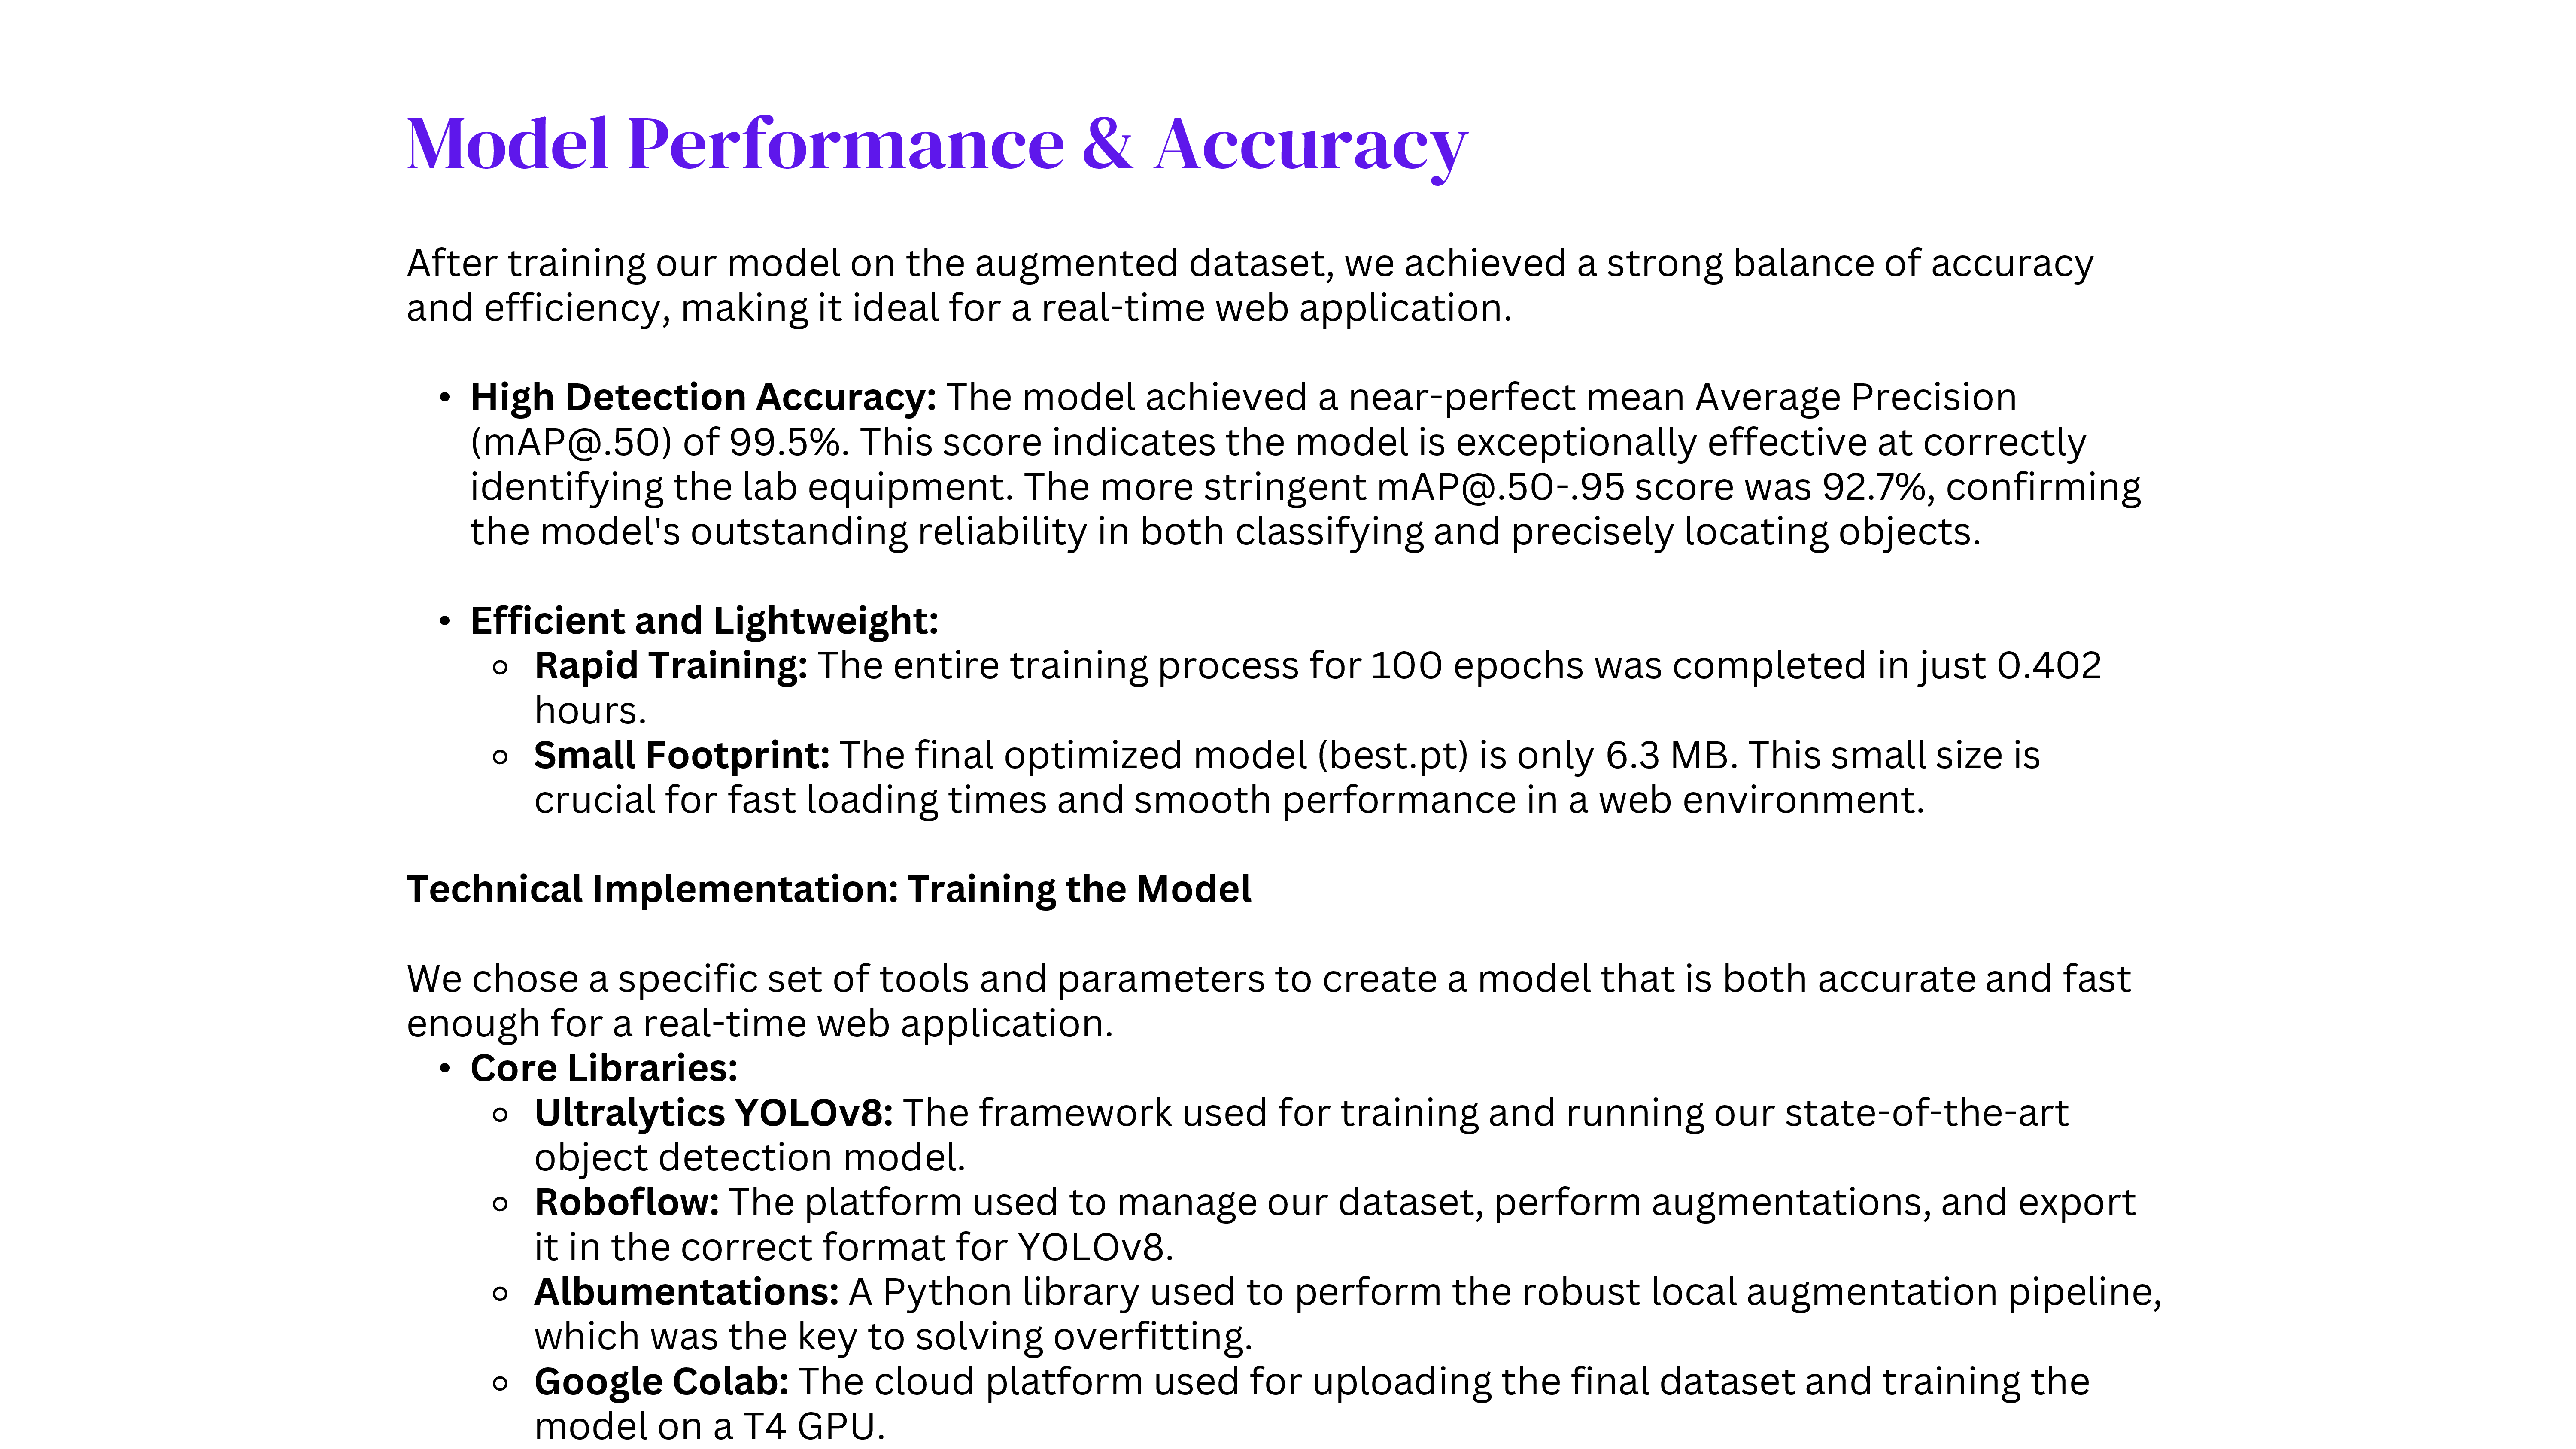 Model Performance & Accuracy
After training our model on the augmented dataset, we achieved a strong balance of accuracy
and efficiency, making it ideal for a real-time web application.
• High Detection Accuracy: The model achieved a near-perfect mean Average Precision
(mAP@.50) of 99.5%. This score indicates the model is exceptionally effective at correctly
identifying the lab equipment. The more stringent mAP@.50-.95 score was 92.7%, confirming
the model's outstanding reliability in both classifying and precisely locating objects.
• Efficient and Lightweight:
◦ Rapid Training: The entire training process for 100 epochs was completed in just 0.402
hours.
◦ Small Footprint: The final optimized model (best.pt) is only 6.3 MB. This small size is
crucial for fast loading times and smooth performance in a web environment.
Technical Implementation: Training the Model
We chose a specific set of tools and parameters to create a model that is both accurate and fast
enough for a real-time web application.
• Core Libraries:
◦ Ultralytics YOLOv8: The framework used for training and running our state-of-the-art
object detection model.
◦ Roboflow: The platform used to manage our dataset, perform augmentations, and export
it in the correct format for YOLOv8.
◦ Albumentations: A Python library used to perform the robust local augmentation pipeline,
which was the key to solving overfitting.
◦ Google Colab: The cloud platform used for uploading the final dataset and training the
model on a T4 GPU.